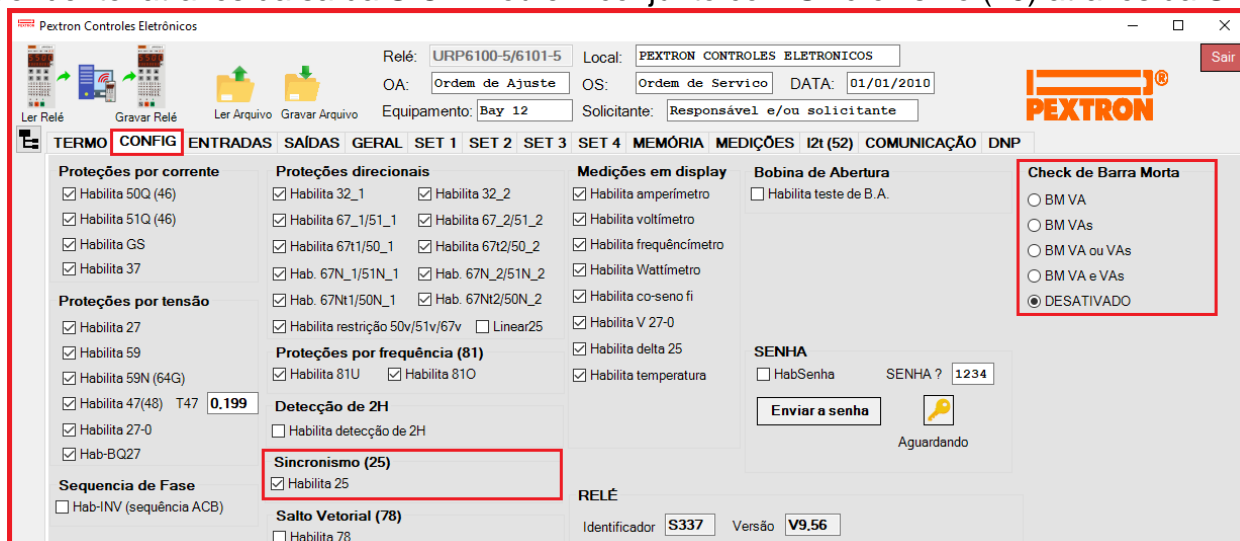 Pextron Controles Eletrônicos
Relé: URP6100-5/6101-5 Local: PEXTRON CONTROLES ELETRONICOS
Sair
OA: Ordem de Ajuste OS: Ordem de Servico DATA: 01/01/2010
Equipamento: Bay 12 Solicitante: Responsável e/ou solicitante
Ler Relé Gravar Relé Ler Arquivo Gravar Arquivo
PEXTRON®
TERMO CONFIG ENTRADAS SAÍDAS GERAL SET 1 SET 2 SET 3 SET 4 MEMÓRIA MEDIÇÕES I2t (52) COMUNICAÇÃO DNP
Proteções por corrente
Habilita 50Q (46)
Habilita 51Q (46)
Habilita GS
Habilita 37
Proteções por tensão
Habilita 27
Habilita 59
Habilita 59N (64G)
Habilita 47(48) T47 0,199
Habilita 27-0
Hab-BQ27
Sequencia de Fase
Hab-INV (sequência ACB)
Proteções direcionais
Habilita 32_1 Habilita 32_2
Habilita 67_1/51_1 Habilita 67_2/51_2
Habilita 67t1/50_1 Habilita 67t2/50_2
Hab. 67N_1/51N_1 Hab. 67N_2/51N_2
Hab. 67Nt1/50N_1 Hab. 67Nt2/50N_2
Habilita restrição 50v/51v/67v Linear25
Proteções por frequência (81)
Habilita 81U Habilita 81O
Detecção de 2H
Habilita detecção de 2H
Sincronismo (25)
Habilita 25
Salto Vetorial (78)
Habilita 78
Medições em display
Habilita amperímetro
Habilita voltímetro
Habilita frequêncímetro
Habilita Wattímetro
Habilita co-seno fi
Habilita V 27-0
Habilita delta 25
Habilita temperatura
Bobina de Abertura
Habilita teste de B.A.
SENHA
HabSenha SENHA ? 1234
Enviar a senha
Aguardando
RELÉ
Identificador S337 Versão V9,56
Check de Barra Morta
BM VA
BM VAs
BM VA ou VAs
BM VA e VAs
DESATIVADO